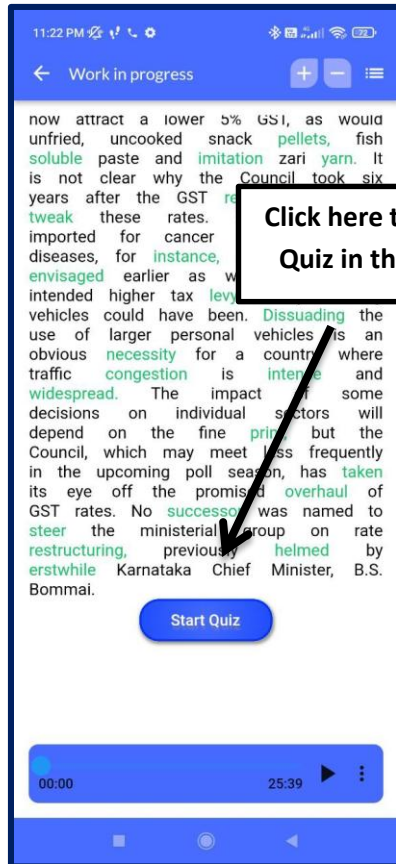 11:22 PM
72
Work in progress
now attract a lower 5% GST, as would
unfried, uncooked snack pellets, fish
soluble paste and imitation zari yarn. It
is not clear why the Council took six
years after the GST
tweak these rates.
imported for cancer
diseases, for instance,
envisaged earlier as
intended higher tax levy
vehicles could have been. Dissuading the
use of larger personal vehicles is an
obvious necessity for a country where
traffic congestion is intense and
widespread. The impact of some
decisions on individual sectors will
depend on the fine print, but the
Council, which may meet less frequently
in the upcoming poll season, has taken
its eye off the promised overhaul of
GST rates. No successor was named to
steer the ministerial group on rate
restructuring, previously helmed by
erstwhile Karnataka Chief Minister, B.S.
Bommai.
Click here t
Quiz in th
Start Quiz
00:00 25:39